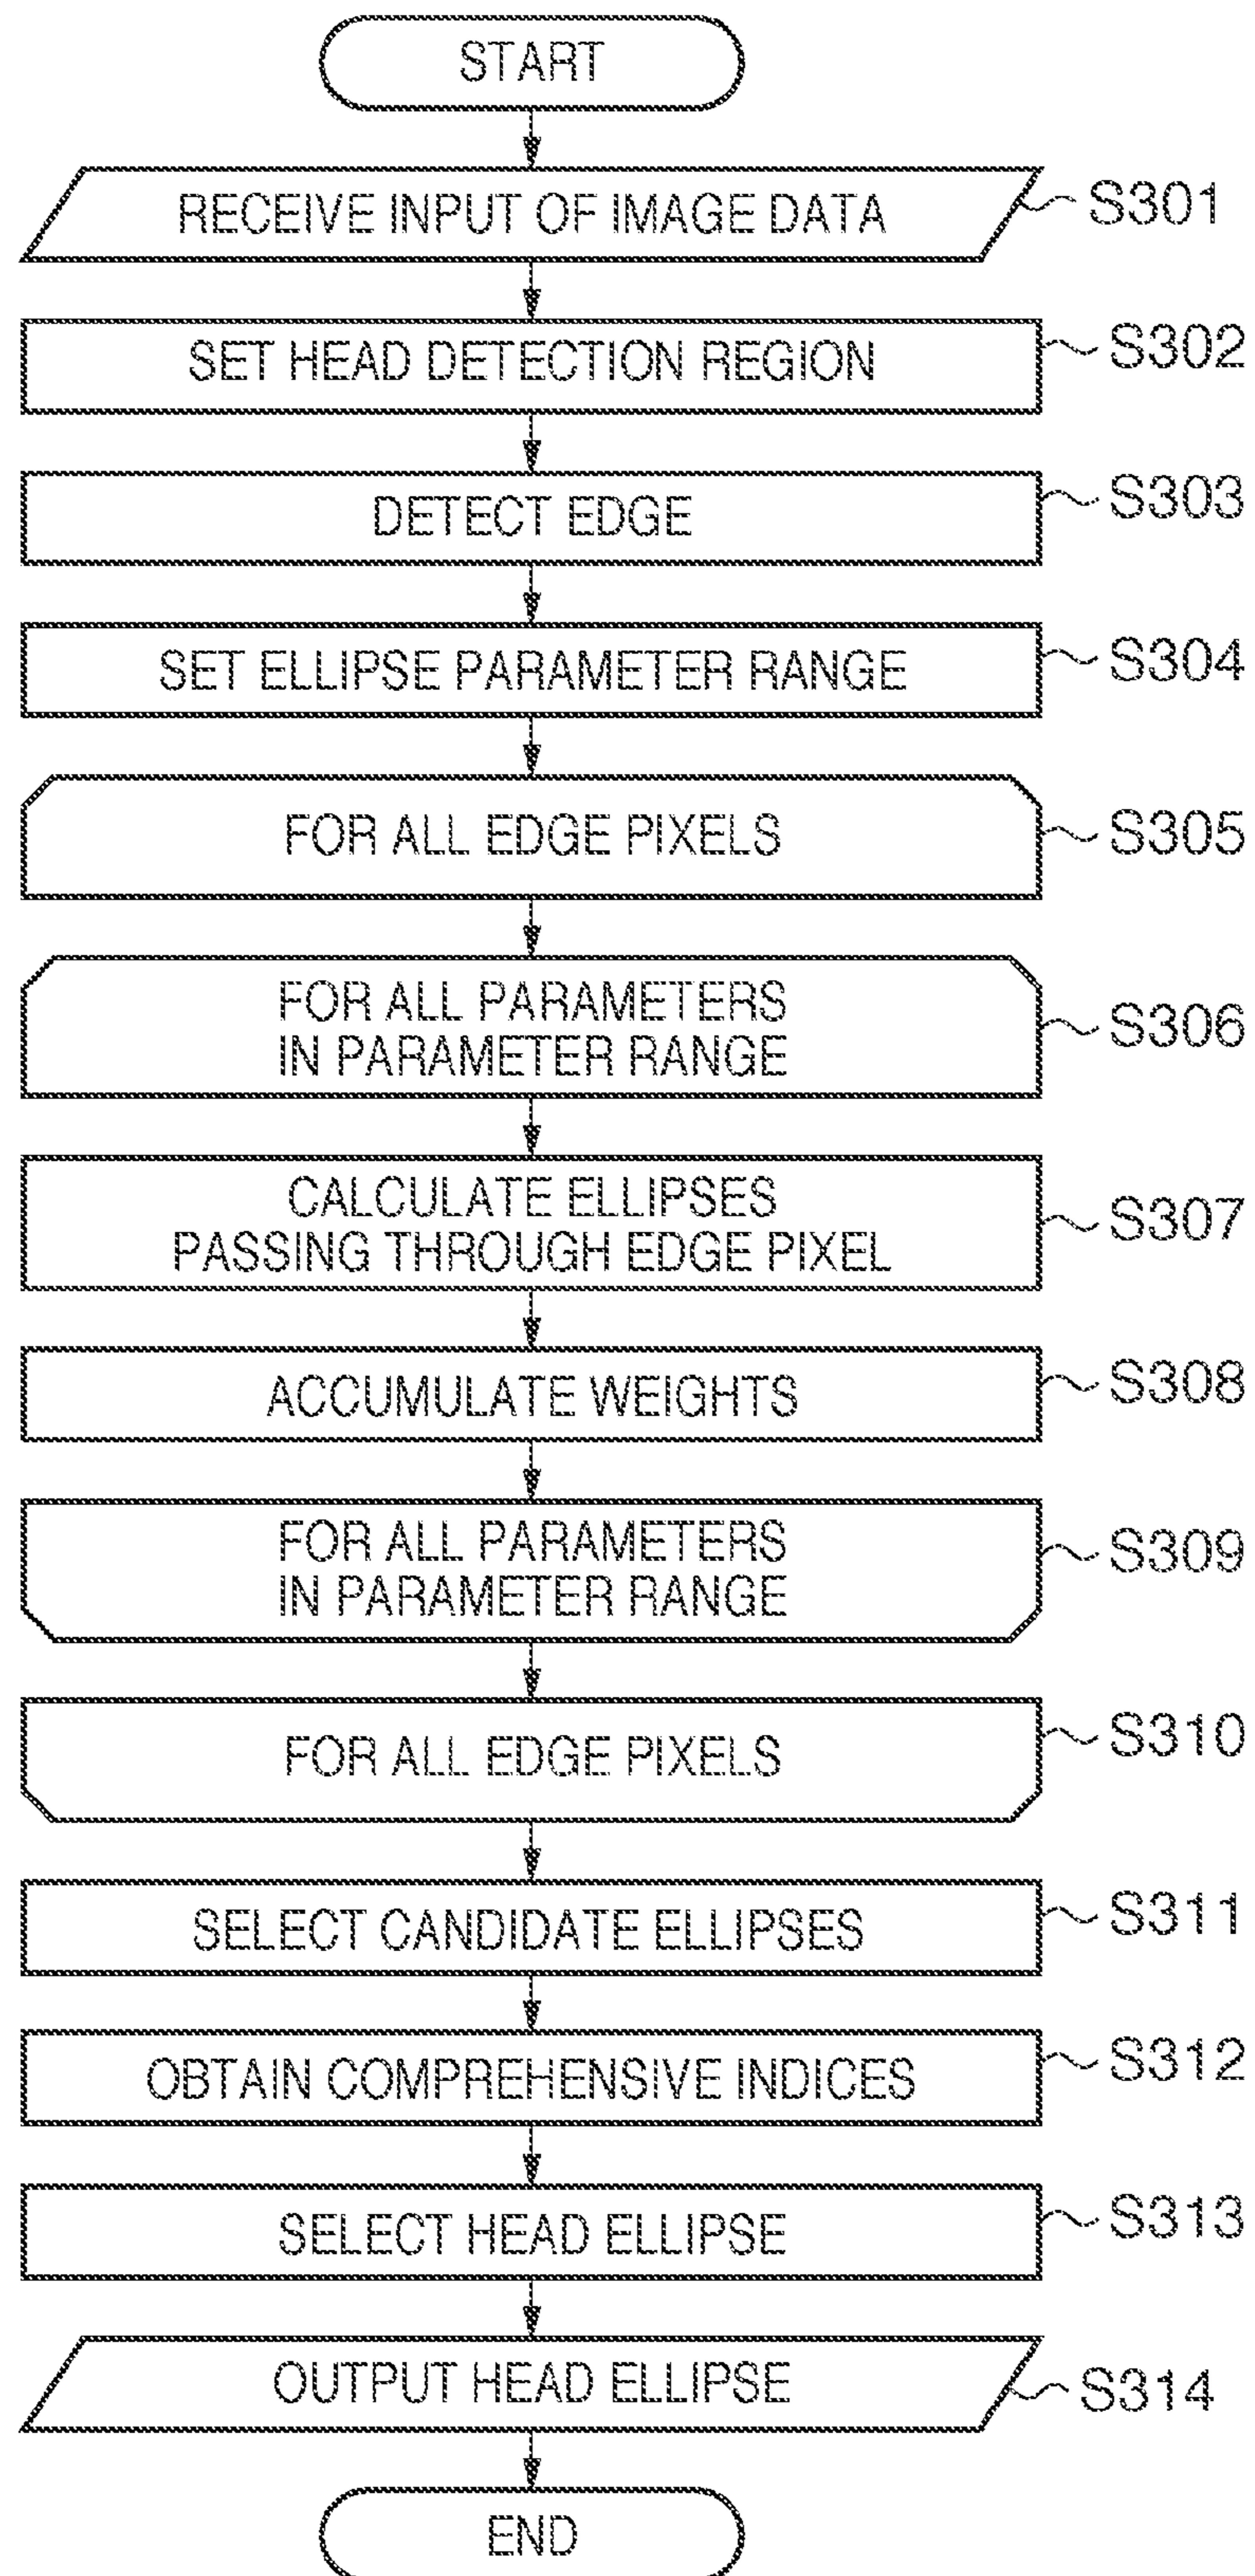 START
RECEIVE INPUT OF IMAGE DATA
S301
SET HEAD DETECTION REGION
S302
DETECT EDGE
S303
SET ELLIPSE PARAMETER RANGE
S304
FOR ALL EDGE PIXELS
S305
FOR ALL PARAMETERS
IN PARAMETER RANGE
S306
CALCULATE ELLIPSES
PASSING THROUGH EDGE PIXEL
S307
ACCUMULATE WEIGHTS
S308
FOR ALL PARAMETERS
IN PARAMETER RANGE
S309
FOR ALL EDGE PIXELS
S310
SELECT CANDIDATE ELLIPSES
S311
OBTAIN COMPREHENSIVE INDICES
S312
SELECT HEAD ELLIPSE
S313
OUTPUT HEAD ELLIPSE
S314
END